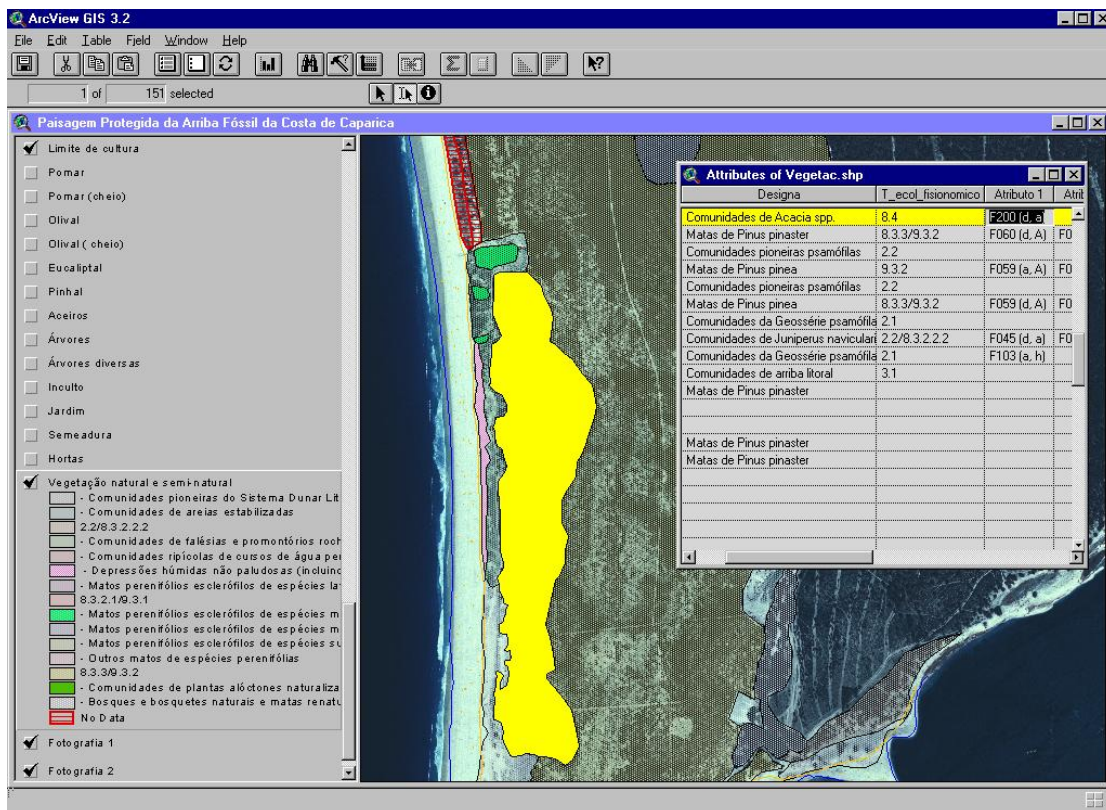 ArcView GIS 3.2
File Edit Table Field Window Help
1 of 151 selected
Paisagem Protegida da Arriba Fóssil da Costa de Caparica
Limite de cultura
Pomar
Pomar (cheio)
Olival
Olival ( cheio)
Eucaliptal
Pinhal
Aceiros
Árvores
Árvores diversas
Inculto
Jardim
Semeadura
Hortas
Vegetação natural e semi-natural
- Comunidades pioneiras do Sistema Dunar Lit
- Comunidades de areias estabilizadas
2.2/8.3.2.2.2
- Comunidades de falésias e promontórios roch
- Comunidades ripícolas de cursos de água per
- Depressões húmidas não paludosas (incluind
- Matos perenifólios esclerófilos de espécies la
8.3.2.1/9.3.1
- Matos perenifólios esclerófilos de espécies m
- Matos perenifólios esclerófilos de espécies m
- Matos perenifólios esclerófilos de espécies su
- Outros matos de espécies perenifólias
8.3.3/9.3.2
- Comunidades de plantas alóctones naturaliza
- Bosques e bosquetes naturais e matas renatu
No Data
Fotografia 1
Fotografia 2
Attributes of Vegetac.shp
Designa T_ecol_fisionomico Atributo 1 Atrib
Comunidades de Acacia spp. 8.4 F200 (d, a)
Matas de Pinus pinaster 8.3.3/9.3.2 F060 (d, A) F0
Comunidades pioneiras psamófilas 2.2
Matas de Pinus pinea 9.3.2 F059 (a, A) F0
Comunidades pioneiras psamófilas 2.2
Matas de Pinus pinea 8.3.3/9.3.2 F059 (d, A) F0
Comunidades da Geossérie psamófila 2.1
Comunidades de Juniperus naviculari 2.2/8.3.2.2.2 F045 (d, a) F0
Comunidades da Geossérie psamófila 2.1 F103 (a, h)
Comunidades de arriba litoral 3.1
Matas de Pinus pinaster
Matas de Pinus pinaster
Matas de Pinus pinaster